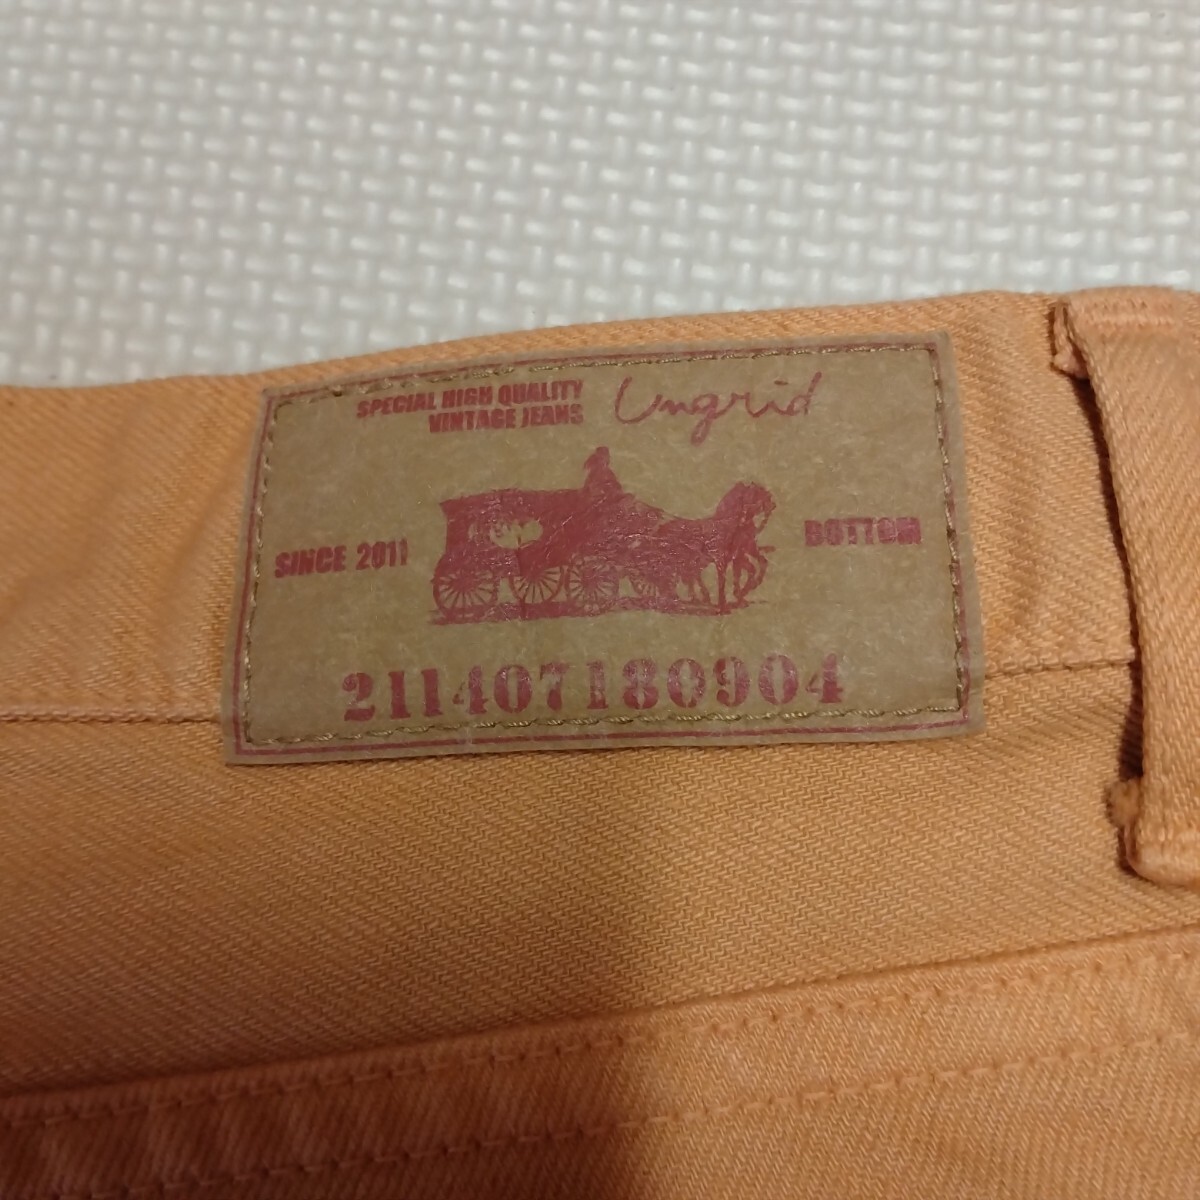 SPECIAL HIGH QUALITY
VINTAGE JEANS
Ungrid
SINCE 2011
BOTTOM
211407180904